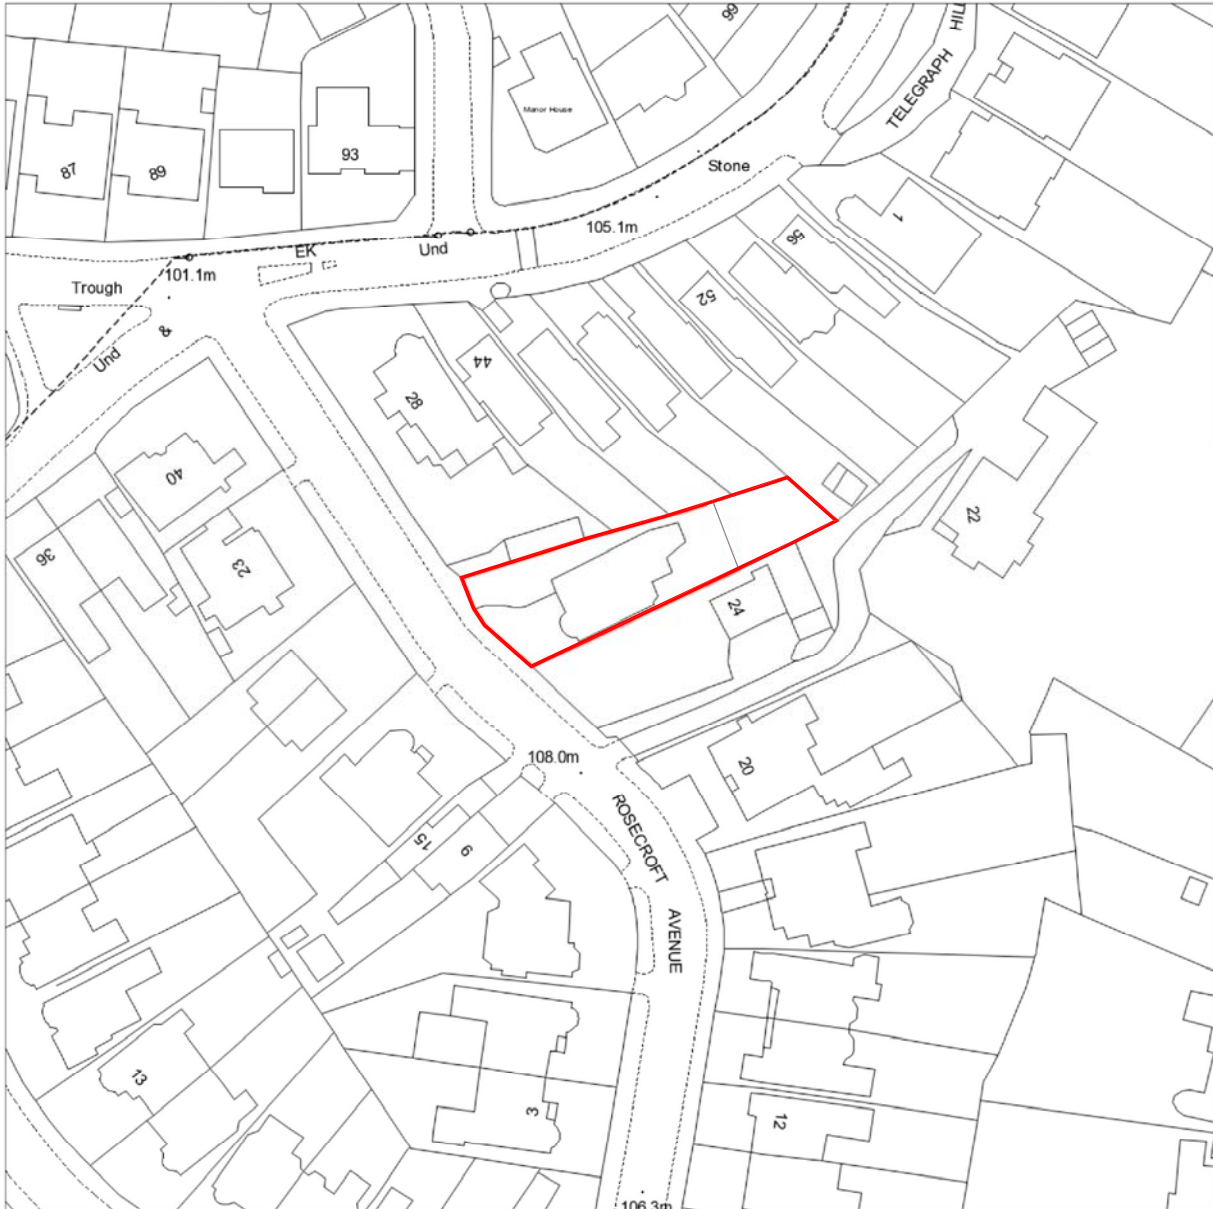 99
HILL
TELEGRAPH
Manor House
87
89
93
Stone
1
105.1m
EK
Und
56
101.1m
Trough
&
Und
52
44
28
40
22
36
23
24
108.0m
20
ROSECROFT
15
9
AVENUE
13
3
12
106.3m